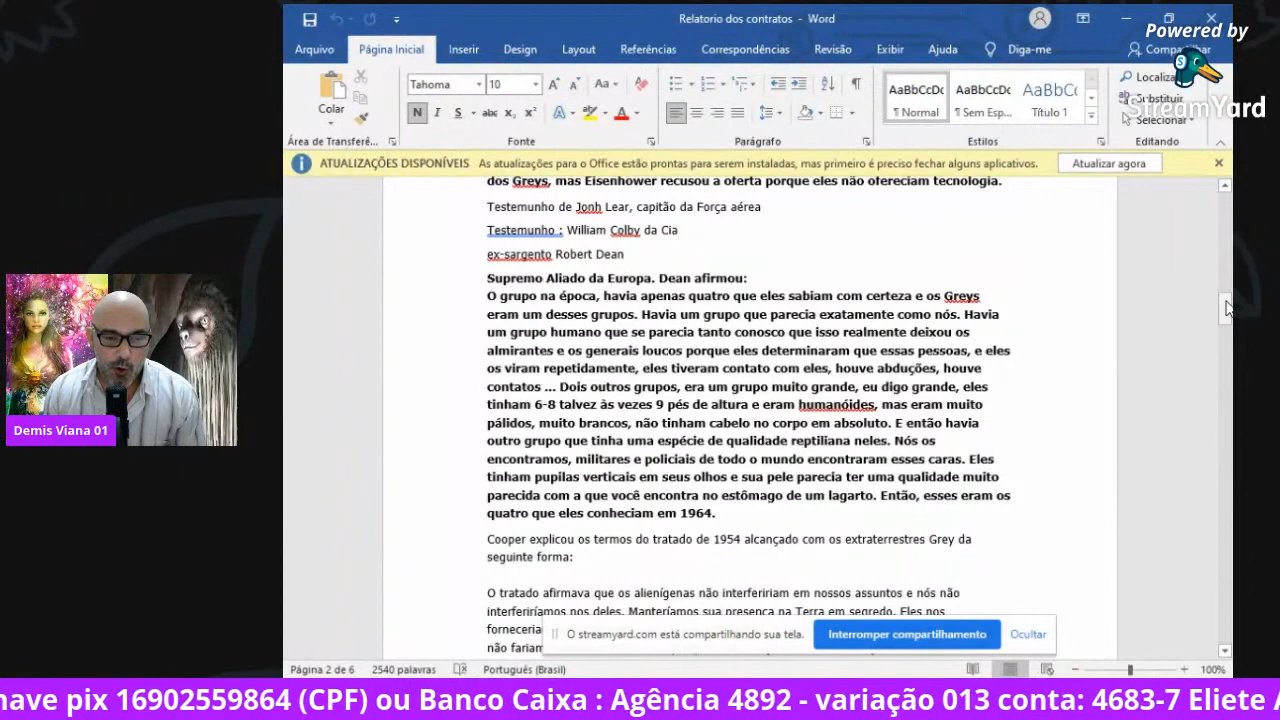 Relatorio dos contratos - Word
Powered by
StreamYard
Arquivo Página Inicial Inserir Design Layout Referências Correspondências Revisão Exibir Ajuda Diga-me
Tahoma 10 Aa
AaBbCcDc AaBbCcDc AaBbCc
Colar N I S abc x₂ x² A A
¶ Normal ¶ Sem Esp... Título 1
Substituir
Selecionar
Área de Transferê... Fonte Parágrafo Estilos Editando
ATUALIZAÇÕES DISPONÍVEIS As atualizações para o Office estão prontas para serem instaladas, mas primeiro é preciso fechar alguns aplicativos. Atualizar agora
dos Greys, mas Eisenhower recusou a oferta porque eles não ofereciam tecnologia.
Testemunho de Jonh Lear, capitão da Força aérea
Testemunho : William Colby da Cia
ex-sargento Robert Dean
Supremo Aliado da Europa. Dean afirmou:
O grupo na época, havia apenas quatro que eles sabiam com certeza e os Greys
eram um desses grupos. Havia um grupo que parecia exatamente como nós. Havia
um grupo humano que se parecia tanto conosco que isso realmente deixou os
almirantes e os generais loucos porque eles determinaram que essas pessoas, e eles
os viram repetidamente, eles tiveram contato com eles, houve abduções, houve
contatos ... Dois outros grupos, era um grupo muito grande, eu digo grande, eles
tinham 6-8 talvez às vezes 9 pés de altura e eram humanóides, mas eram muito
pálidos, muito brancos, não tinham cabelo no corpo em absoluto. E então havia
outro grupo que tinha uma espécie de qualidade reptiliana neles. Nós os
encontramos, militares e policiais de todo o mundo encontraram esses caras. Eles
tinham pupilas verticais em seus olhos e sua pele parecia ter uma qualidade muito
parecida com a que você encontra no estômago de um lagarto. Então, esses eram os
quatro que eles conheciam em 1964.
Cooper explicou os termos do tratado de 1954 alcançado com os extraterrestres Grey da
seguinte forma:
O tratado afirmava que os alienígenas não interfeririam em nossos assuntos e nós não
interferiríamos nos deles. Manteríamos sua presença na Terra em segredo. Eles nos
forneceria
não fariam
O streamyard.com está compartilhando sua tela. Interromper compartilhamento Ocultar
Demis Viana 01
Página 2 de 6 2540 palavras Português (Brasil) 100%
have pix 16902559864 (CPF) ou Banco Caixa : Agência 4892 - variação 013 conta: 4683-7 Eliete